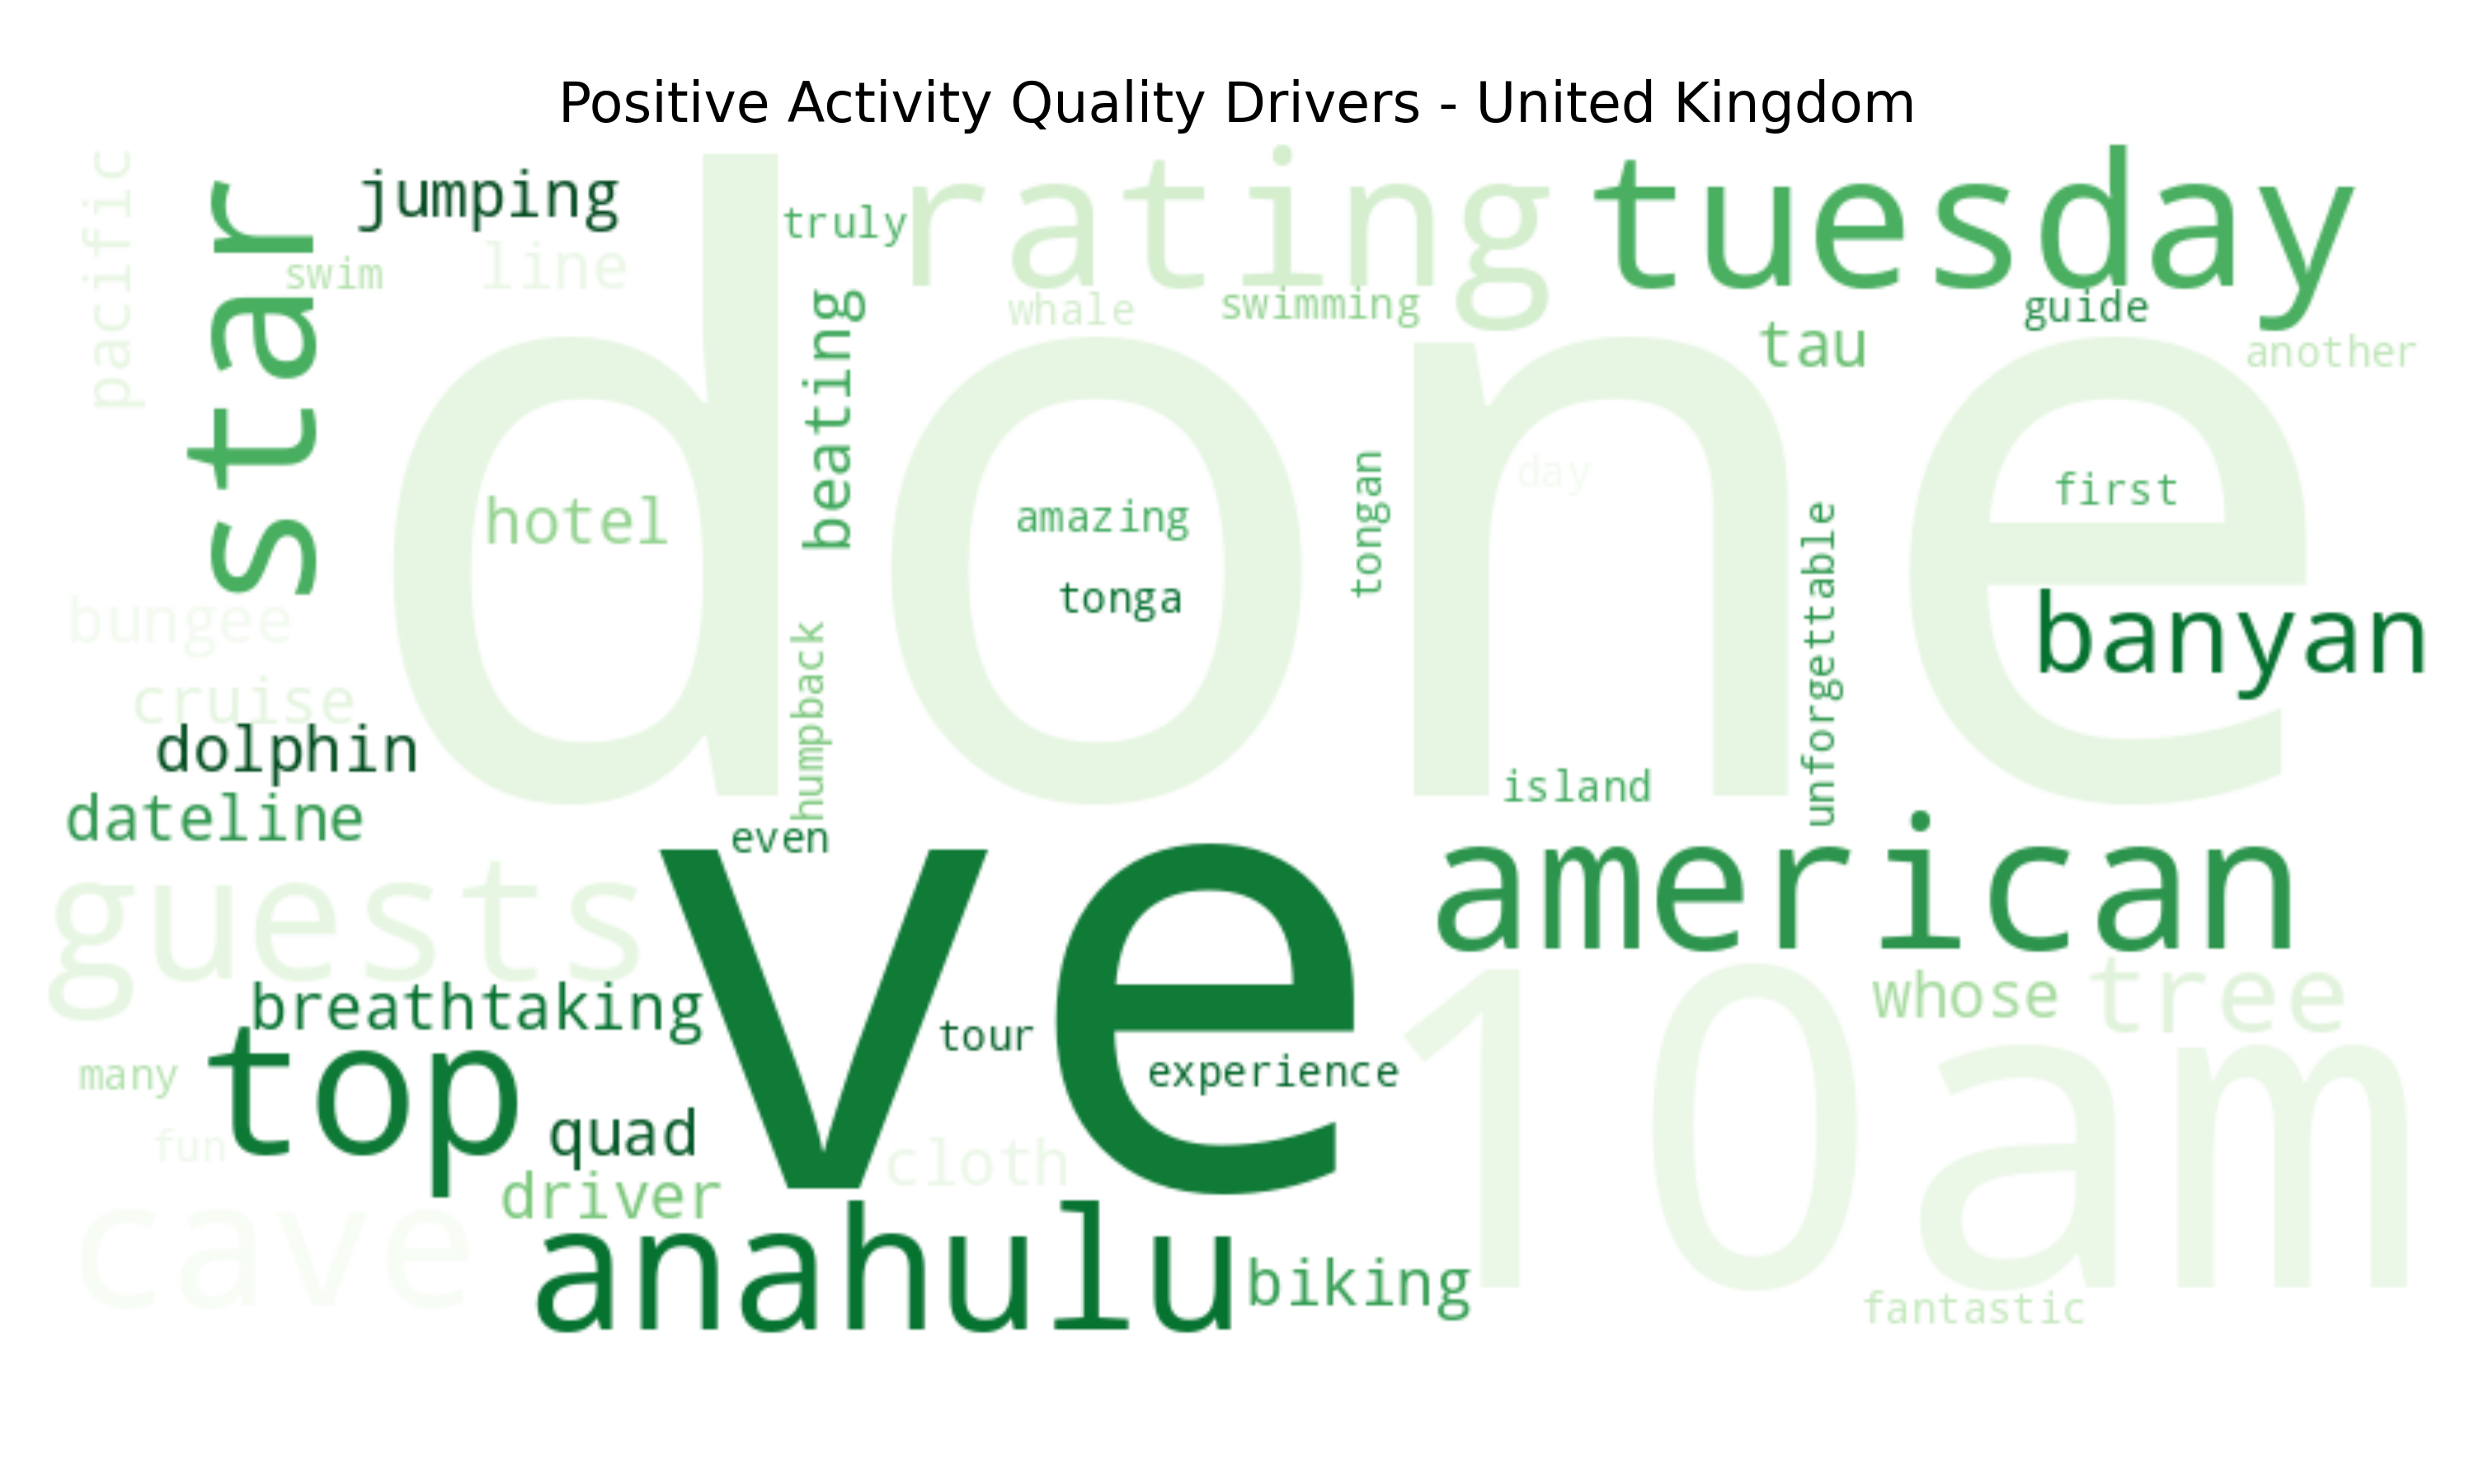 Positive Activity Quality Drivers - United Kingdom
pacific
star
jumping
swim
line
truly
rating
tuesday
whale
swimming
guide
tau
another
done
beating
hotel
amazing
tongan
day
first
tonga
unforgettable
bungee
banyan
humpback
cruise
dolphin
island
dateline
even
guests
ve
american
breathtaking
whose
tree
top
tour
experience
10am
many
quad
fun
cloth
driver
cave
anahulu
biking
fantastic